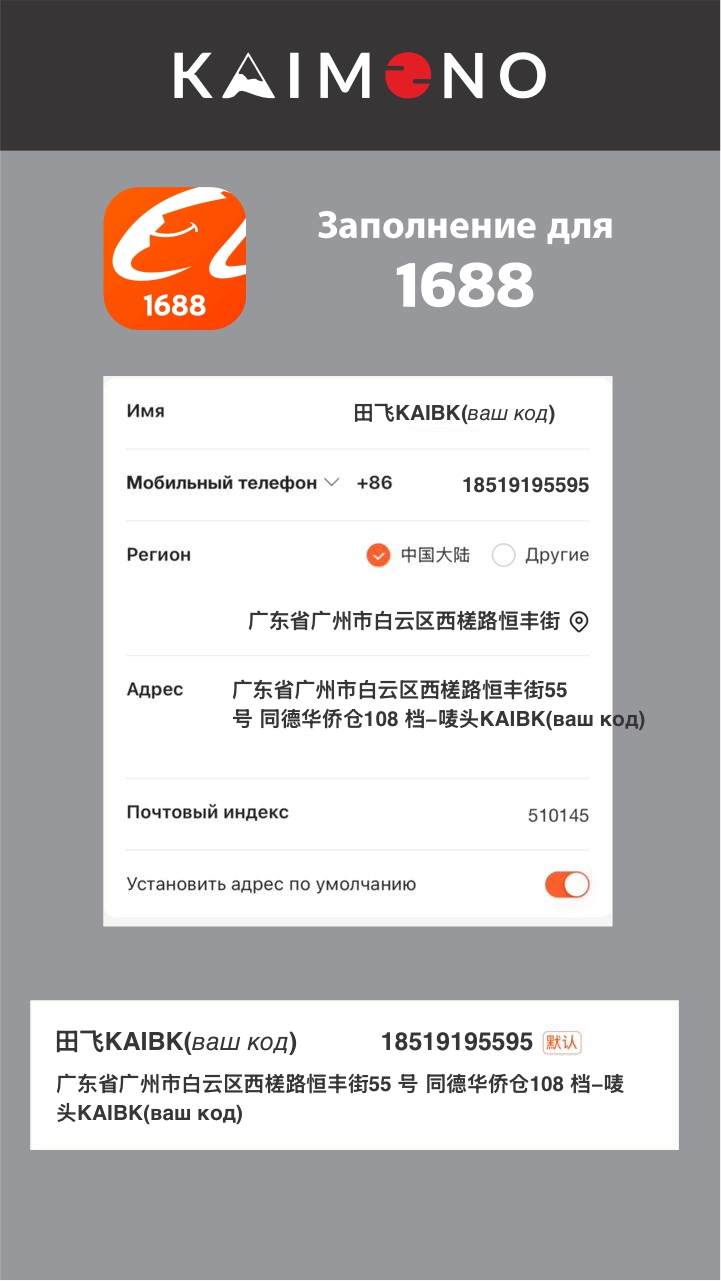 KAIMONO
1688
Заполнение для
1688
Имя 田飞KAIBK(ваш код)
Мобильный телефон +86 18519195595
Регион 中国大陆 Другие
广东省广州市白云区西槎路恒丰街
Адрес 广东省广州市白云区西槎路恒丰街55
号 同德华侨仓108 档–唛头KAIBK(ваш код)
Почтовый индекс 510145
Установить адрес по умолчанию
田飞KAIBK(ваш код) 18519195595 默认
广东省广州市白云区西槎路恒丰街55 号 同德华侨仓108 档–唛
头KAIBK(ваш код)